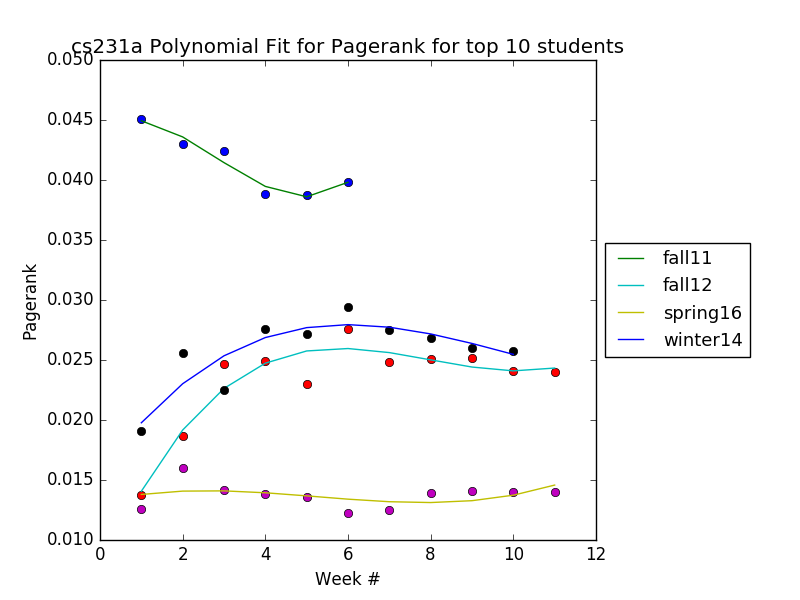 cs231a Polynomial Fit for Pagerank for top 10 students
0.050
0.045
0.040
0.035
0.030
0.025
0.020
0.015
0.010
Pagerank
0 2 4 6 8 10 12
Week #
fall11
fall12
spring16
winter14